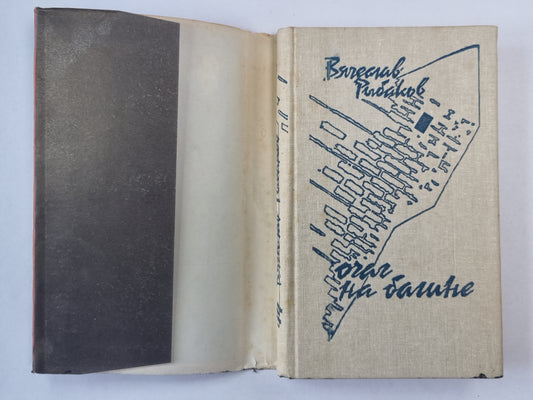 Вячеслав
Рыбаков
очаг
на башне